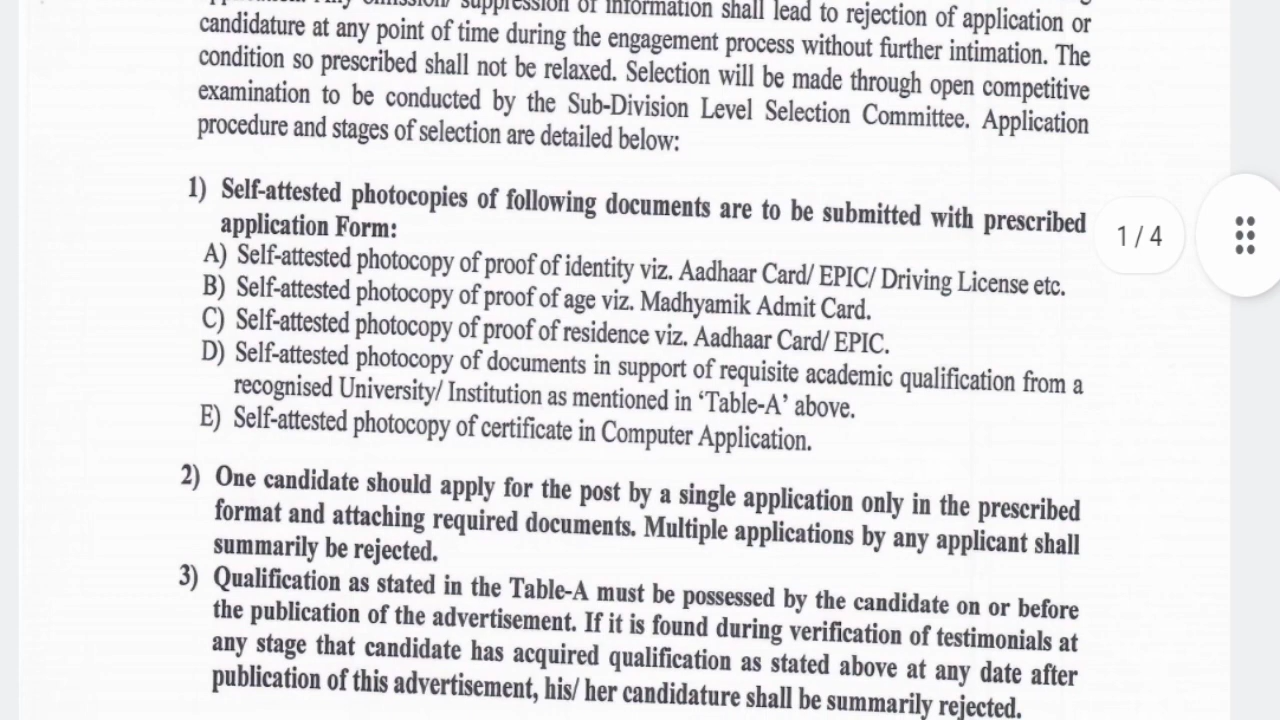 suppression of information shall lead to rejection of application or
candidature at any point of time during the engagement process without further intimation. The
condition so prescribed shall not be relaxed. Selection will be made through open competitive
examination to be conducted by the Sub-Division Level Selection Committee. Application
procedure and stages of selection are detailed below:
1) Self-attested photocopies of following documents are to be submitted with prescribed
application Form:
A) Self-attested photocopy of proof of identity viz. Aadhaar Card/ EPIC/ Driving License etc.
B) Self-attested photocopy of proof of age viz. Madhyamik Admit Card.
C) Self-attested photocopy of proof of residence viz. Aadhaar Card/ EPIC.
D) Self-attested photocopy of documents in support of requisite academic qualification from a
recognised University/ Institution as mentioned in ‘Table-A’ above.
E) Self-attested photocopy of certificate in Computer Application.
2) One candidate should apply for the post by a single application only in the prescribed
format and attaching required documents. Multiple applications by any applicant shall
summarily be rejected.
3) Qualification as stated in the Table-A must be possessed by the candidate on or before
the publication of the advertisement. If it is found during verification of testimonials at
any stage that candidate has acquired qualification as stated above at any date after
publication of this advertisement, his/ her candidature shall be summarily rejected.
1 / 4